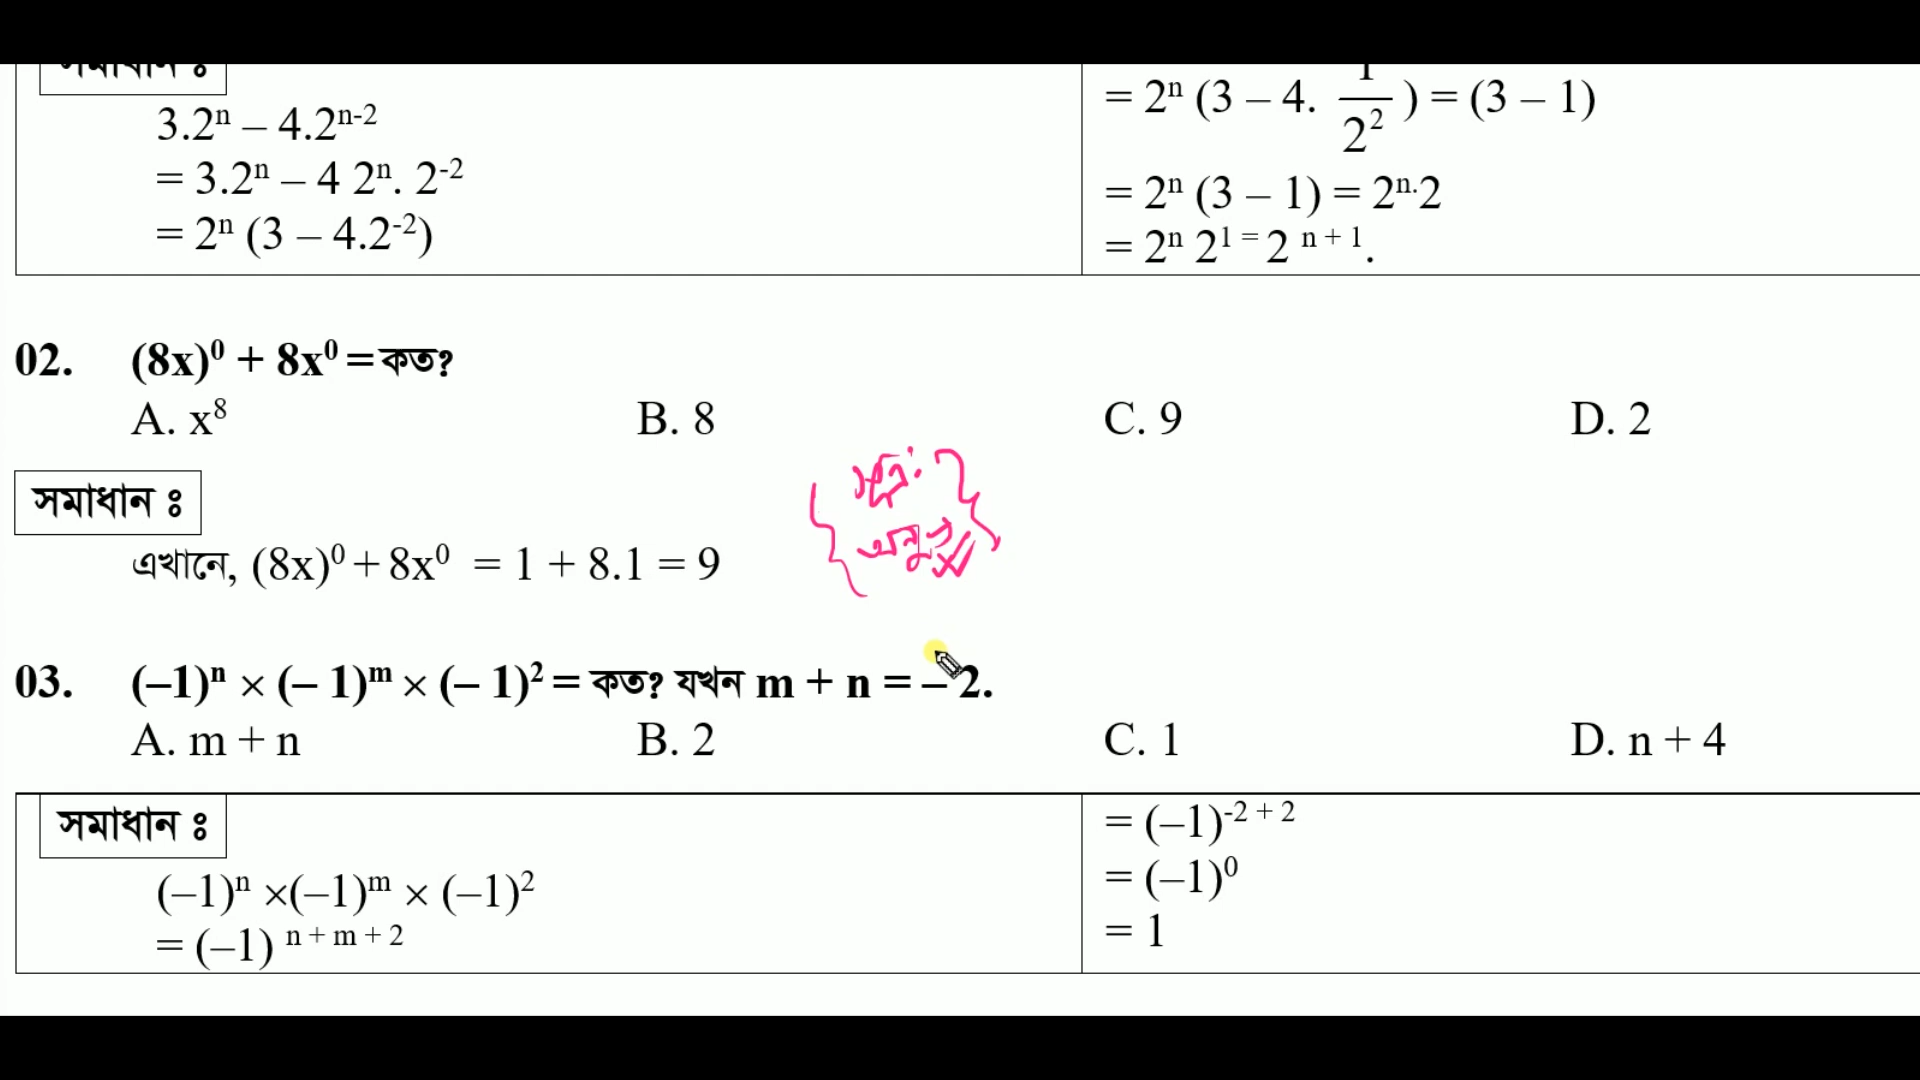 3.2ⁿ – 4.2ⁿ⁻²
= 3.2ⁿ – 4 2ⁿ. 2⁻²
= 2ⁿ (3 – 4.2⁻²)
= 2ⁿ (3 – 4. 1/2²) = (3 – 1)
= 2ⁿ (3 – 1) = 2ⁿ·2
= 2ⁿ 2¹ ⁼ 2 ⁿ ⁺ ¹.
02. (8x)⁰ + 8x⁰ = কত?
A. x⁸ B. 8 C. 9 D. 2
সমাধান ঃ
এখানে, (8x)⁰ + 8x⁰ = 1 + 8.1 = 9
03. (–1)ⁿ × (– 1)ᵐ × (– 1)² = কত? যখন m + n = – 2.
A. m + n B. 2 C. 1 D. n + 4
সমাধান ঃ
(–1)ⁿ ×(–1)ᵐ × (–1)²
= (–1) ⁿ ⁺ ᵐ ⁺ ²
= (–1)⁻² ⁺ ²
= (–1)⁰
= 1